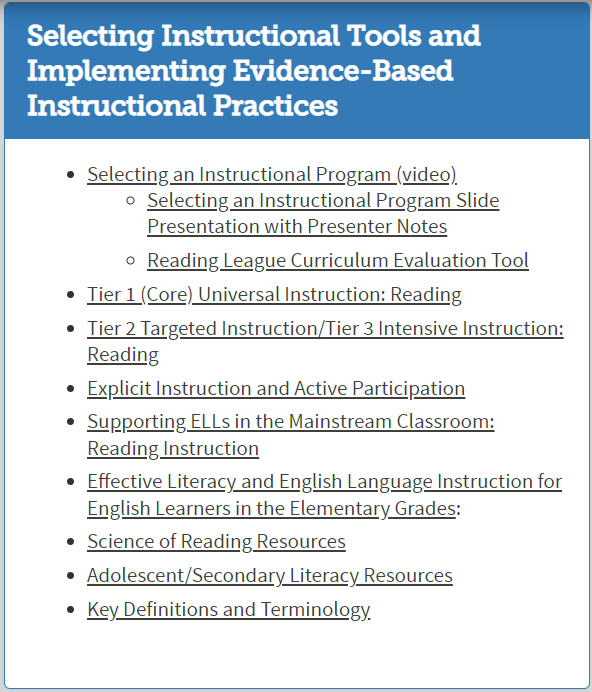 Selecting Instructional Tools and
Implementing Evidence-Based
Instructional Practices
Selecting an Instructional Program (video)
Selecting an Instructional Program Slide
Presentation with Presenter Notes
Reading League Curriculum Evaluation Tool
Tier 1 (Core) Universal Instruction: Reading
Tier 2 Targeted Instruction/Tier 3 Intensive Instruction:
Reading
Explicit Instruction and Active Participation
Supporting ELLs in the Mainstream Classroom:
Reading Instruction
Effective Literacy and English Language Instruction for
English Learners in the Elementary Grades:
Science of Reading Resources
Adolescent/Secondary Literacy Resources
Key Definitions and Terminology